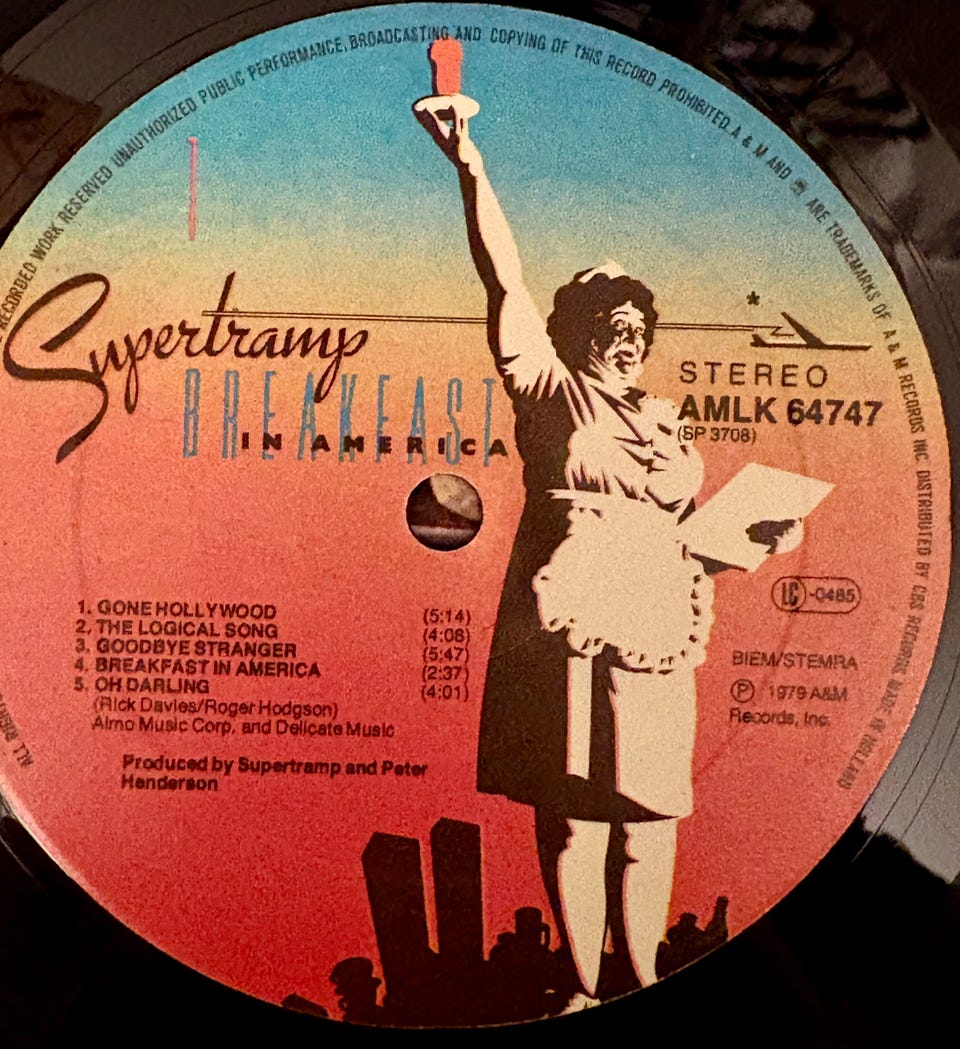 RECORDED WORK RESERVED UNAUTHORIZED PUBLIC PERFORMANCE, BROADCASTING AND COPYING OF THIS RECORD PROHIBITED. A & M AND ARE TRADEMARKS OF A & M RECORDS INC DISTRIBUTED BY CBS RECORDS MADE IN HOLLAND
Supertramp
BREAKFAST
IN AMERICA
STEREO
AMLK 64747
(SP 3708)
1. GONE HOLLYWOOD (5:14)
2. THE LOGICAL SONG (4:08)
3. GOODBYE STRANGER (5:47)
4. BREAKFAST IN AMERICA (2:37)
5. OH DARLING (4:01)
(Rick Davies/Roger Hodgson)
Almo Music Corp. and Delicate Music
Produced by Supertramp and Peter
Henderson
LC-0485
BIEM/STEMRA
℗ 1979 A&M
Records, Inc.
ALL